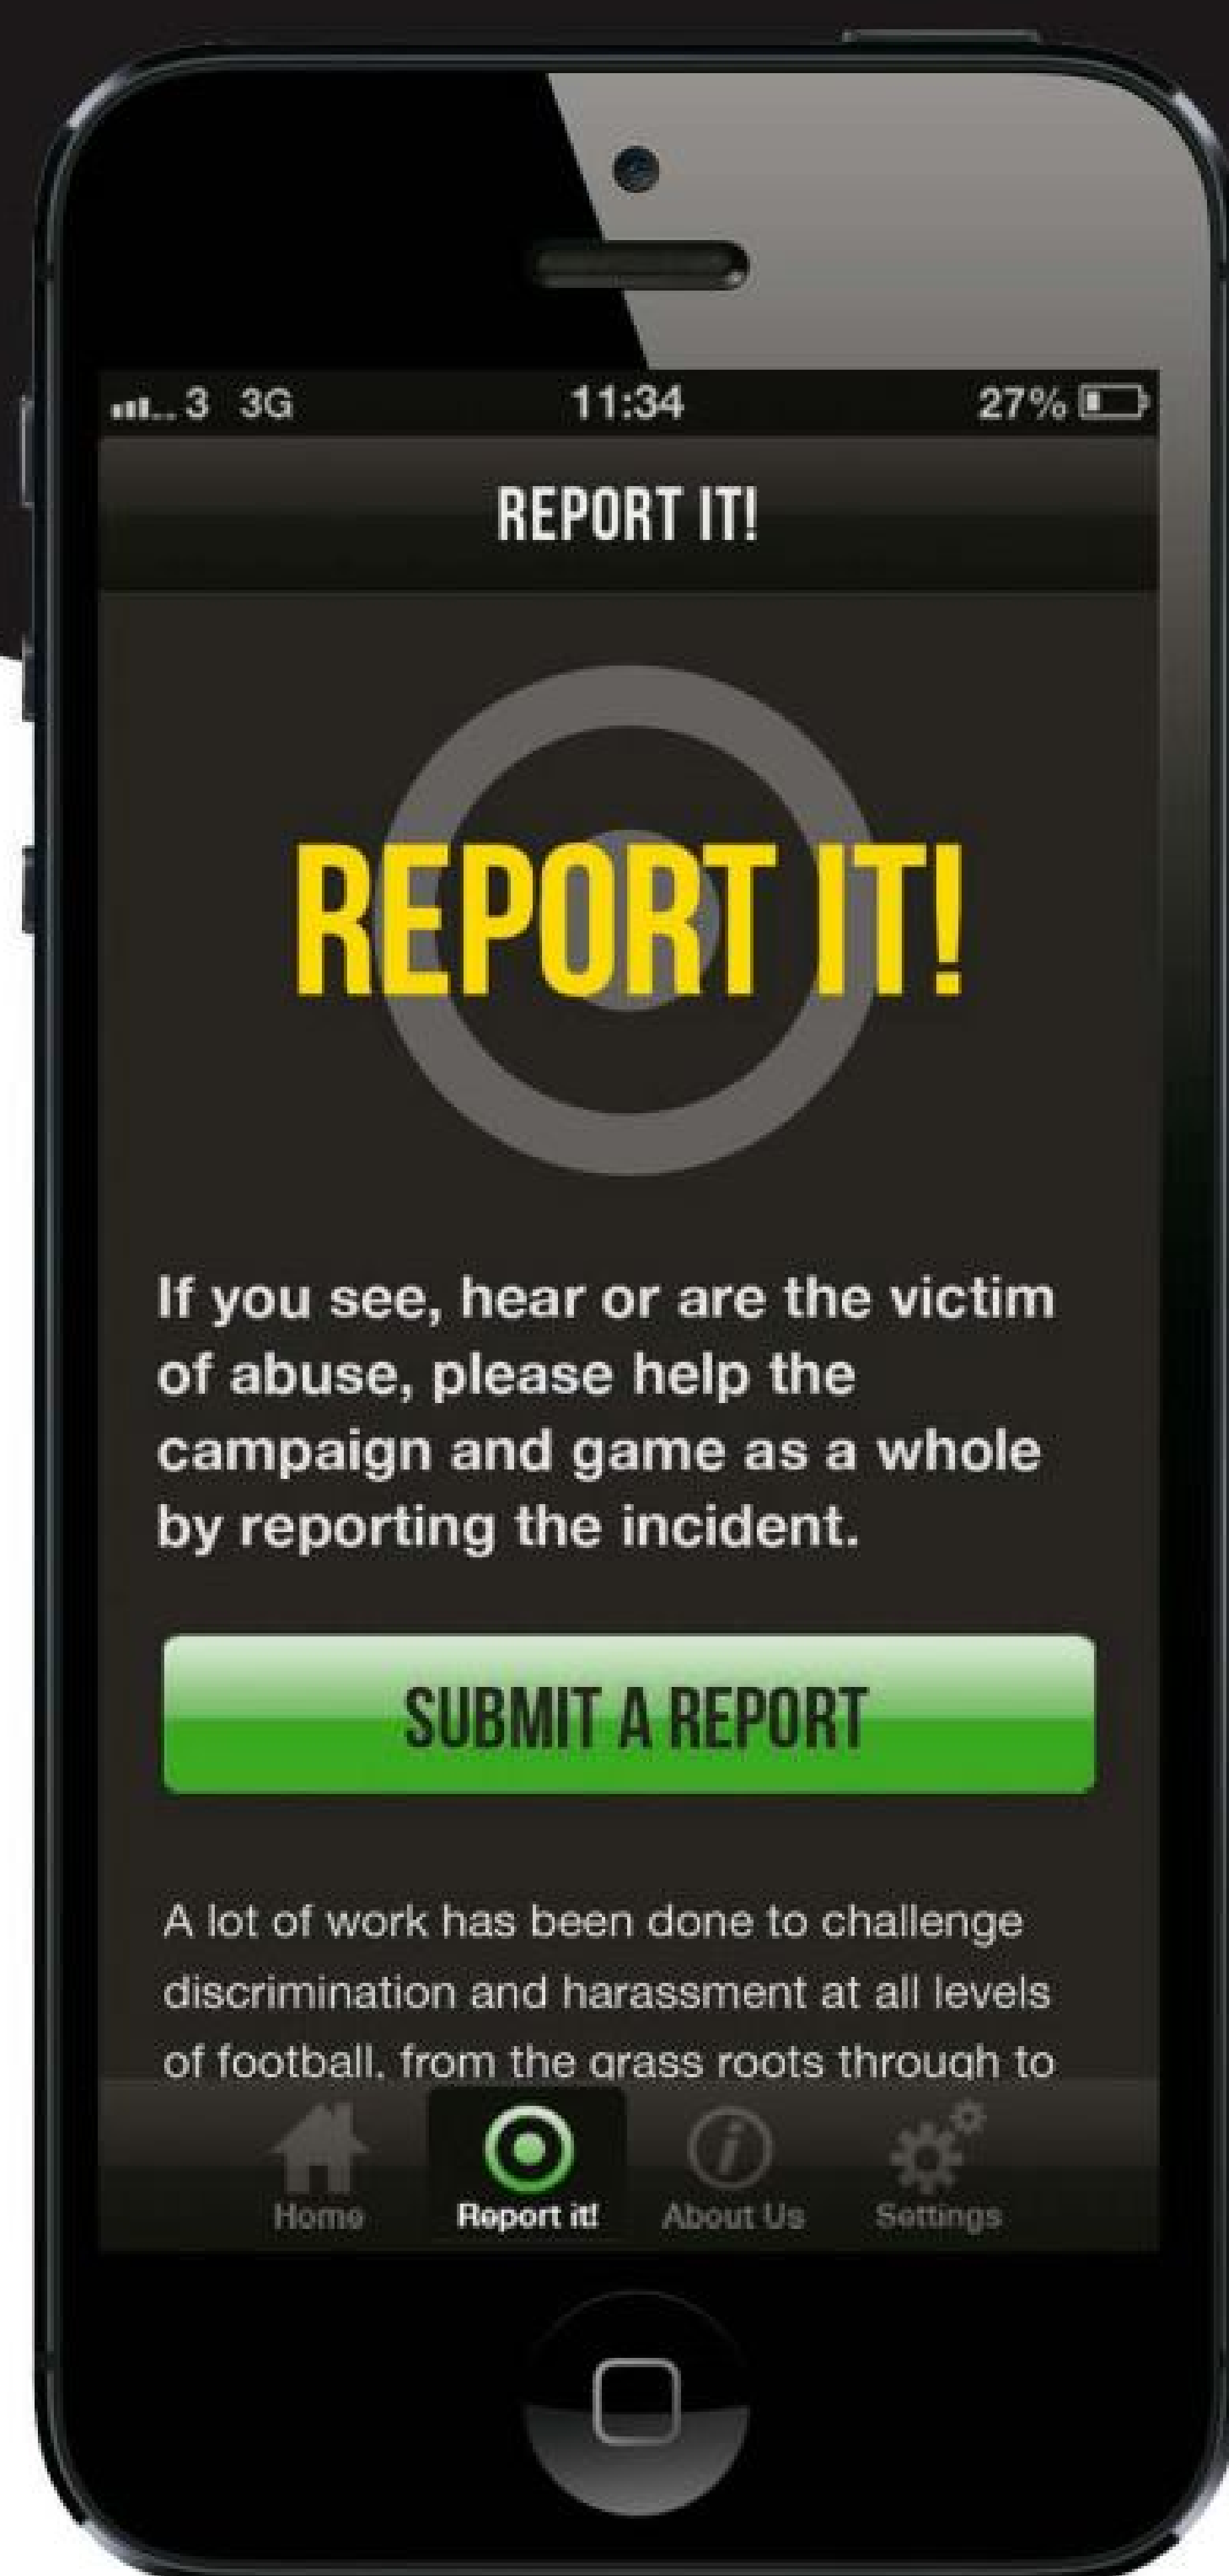 3 3G 11:34 27%
REPORT IT!
REPORT IT!
If you see, hear or are the victim
of abuse, please help the
campaign and game as a whole
by reporting the incident.
SUBMIT A REPORT
A lot of work has been done to challenge
discrimination and harassment at all levels
of football, from the grass roots through to
Home Report it! About Us Settings